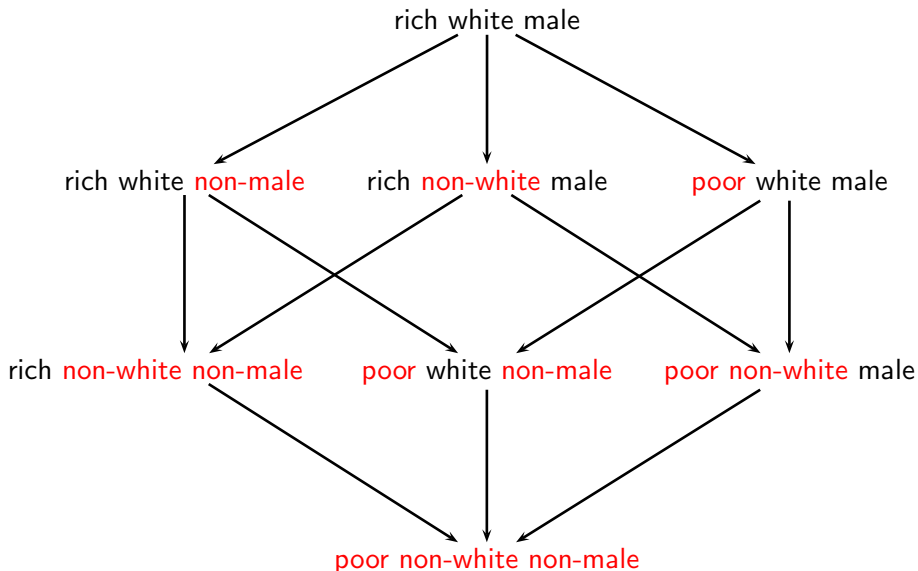 rich white male
rich white non-male
rich non-white male
poor white male
rich non-white non-male
poor white non-male
poor non-white male
poor non-white non-male